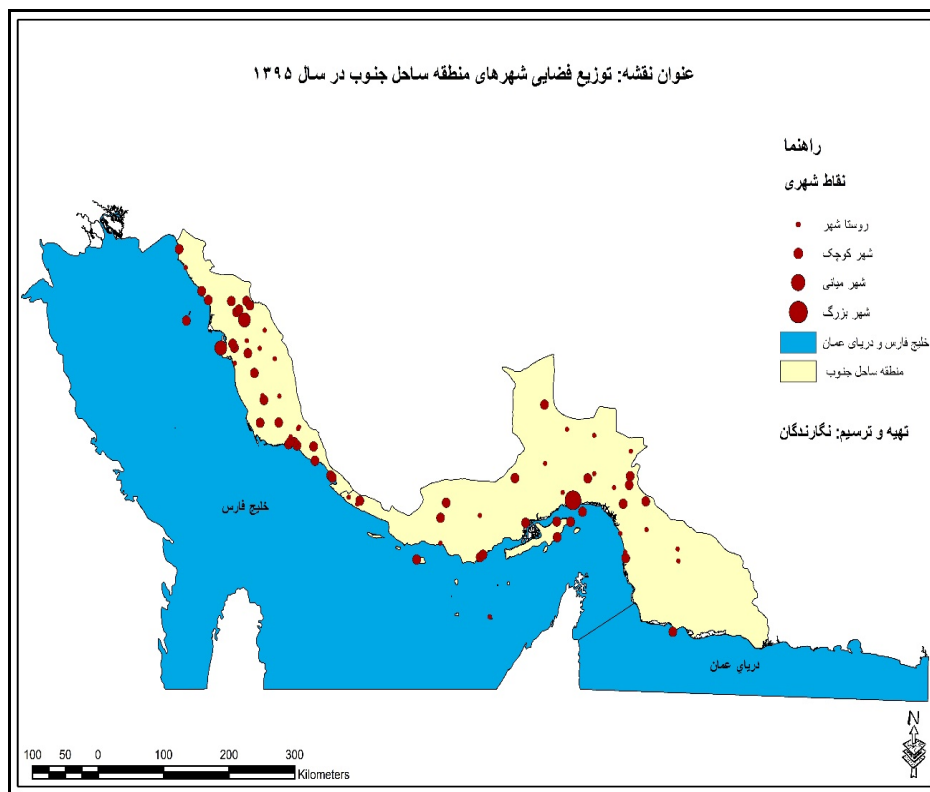 عنوان نقشه: توزیع فضایی شهرهای منطقه ساحل جنوب در سال ۱۳۹۵
راهنما
نقاط شهری
روستا شهر
شهر کوچک
شهر میانی
شهر بزرگ
خلیج فارس و دریای عمان
منطقه ساحل جنوب
تهیه و ترسیم: نگارندگان
خلیج فارس
دریای عمان
N
100 50 0 100 200 300
Kilometers